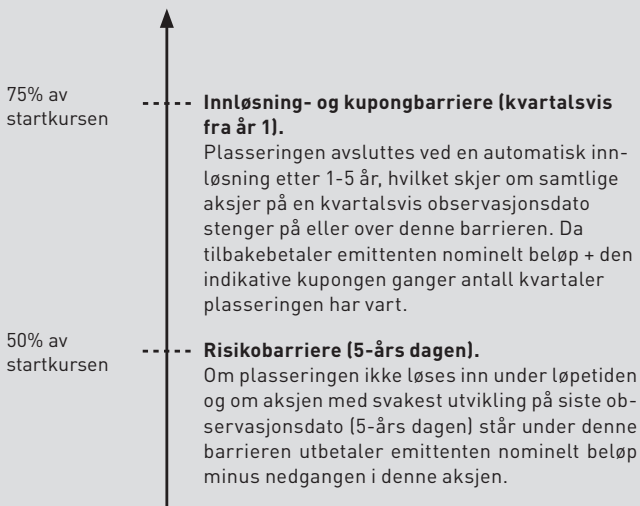 75% av
startkursen
Innløsning- og kupongbarriere (kvartalsvis
fra år 1).
Plasseringen avsluttes ved en automatisk inn-
løsning etter 1-5 år, hvilket skjer om samtlige
aksjer på en kvartalsvis observasjonsdato
stenger på eller over denne barrieren. Da
tilbakebetaler emittenten nominelt beløp + den
indikative kupongen ganger antall kvartaler
plasseringen har vart.
50% av
startkursen
Risikobarriere (5-års dagen).
Om plasseringen ikke løses inn under løpetiden
og om aksjen med svakest utvikling på siste ob-
servasjonsdato (5-års dagen) står under denne
barrieren utbetaler emittenten nominelt beløp
minus nedgangen i denne aksjen.